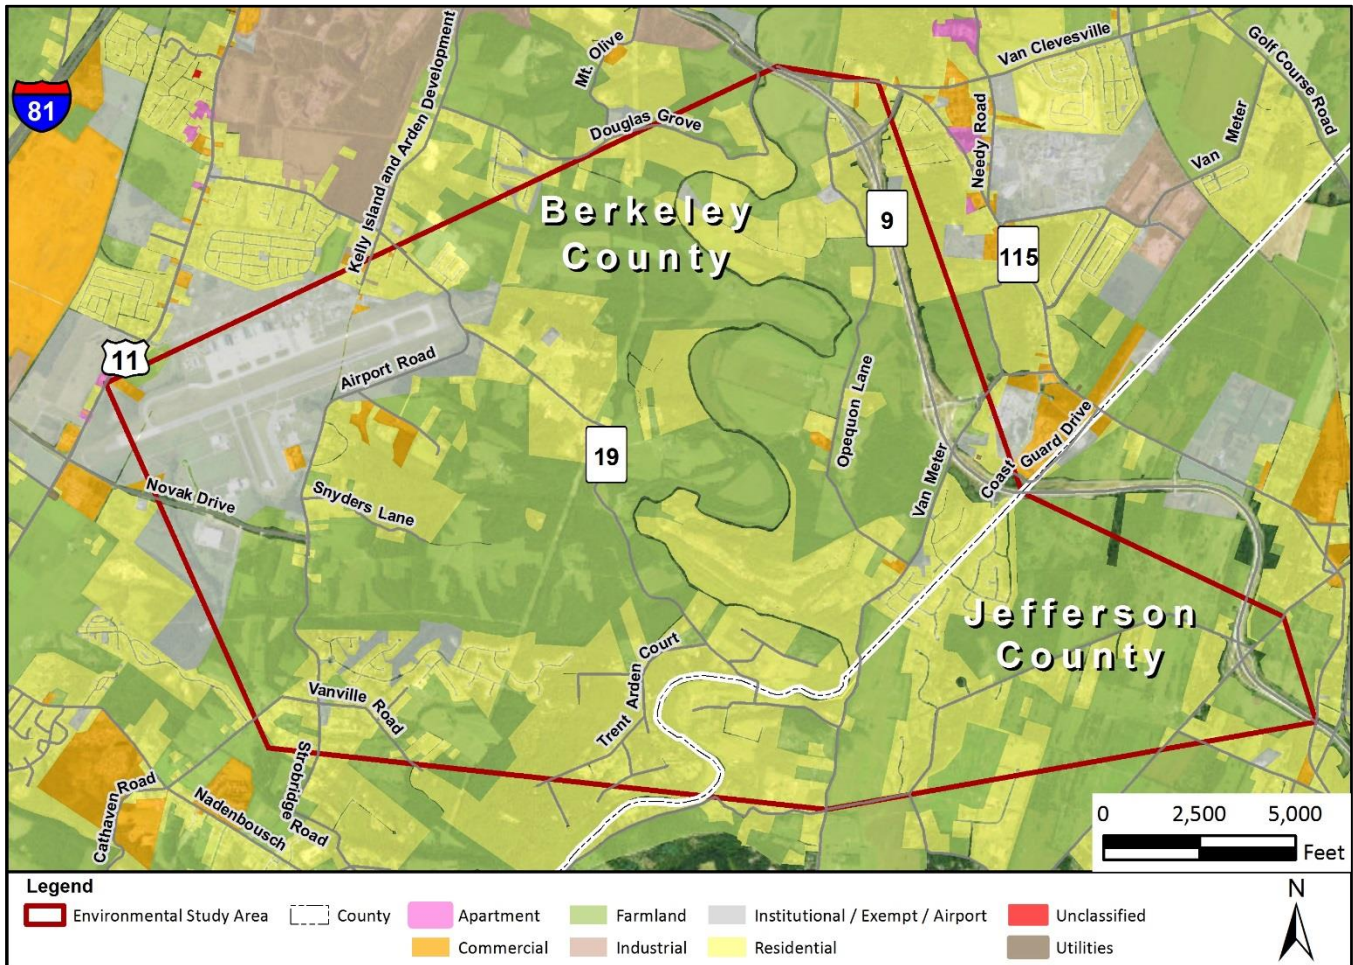 81
Mt. Olive
Kelly Island and Arden Development
Douglas Grove
Van Clevesville
Golf Course Road
Needy Road
Van Meter
Berkeley
County
9
115
11
Airport Road
Opequon Lane
19
Novak Drive
Snyders Lane
Van Meter
Coast Guard Drive
Jefferson
County
Trent Arden Court
Vanville Road
Strobridge Road
Cathaven Road
Nadenbousch
0 2,500 5,000
Feet
Legend
N
Environmental Study Area
County
Apartment
Farmland
Institutional / Exempt / Airport
Unclassified
Commercial
Industrial
Residential
Utilities